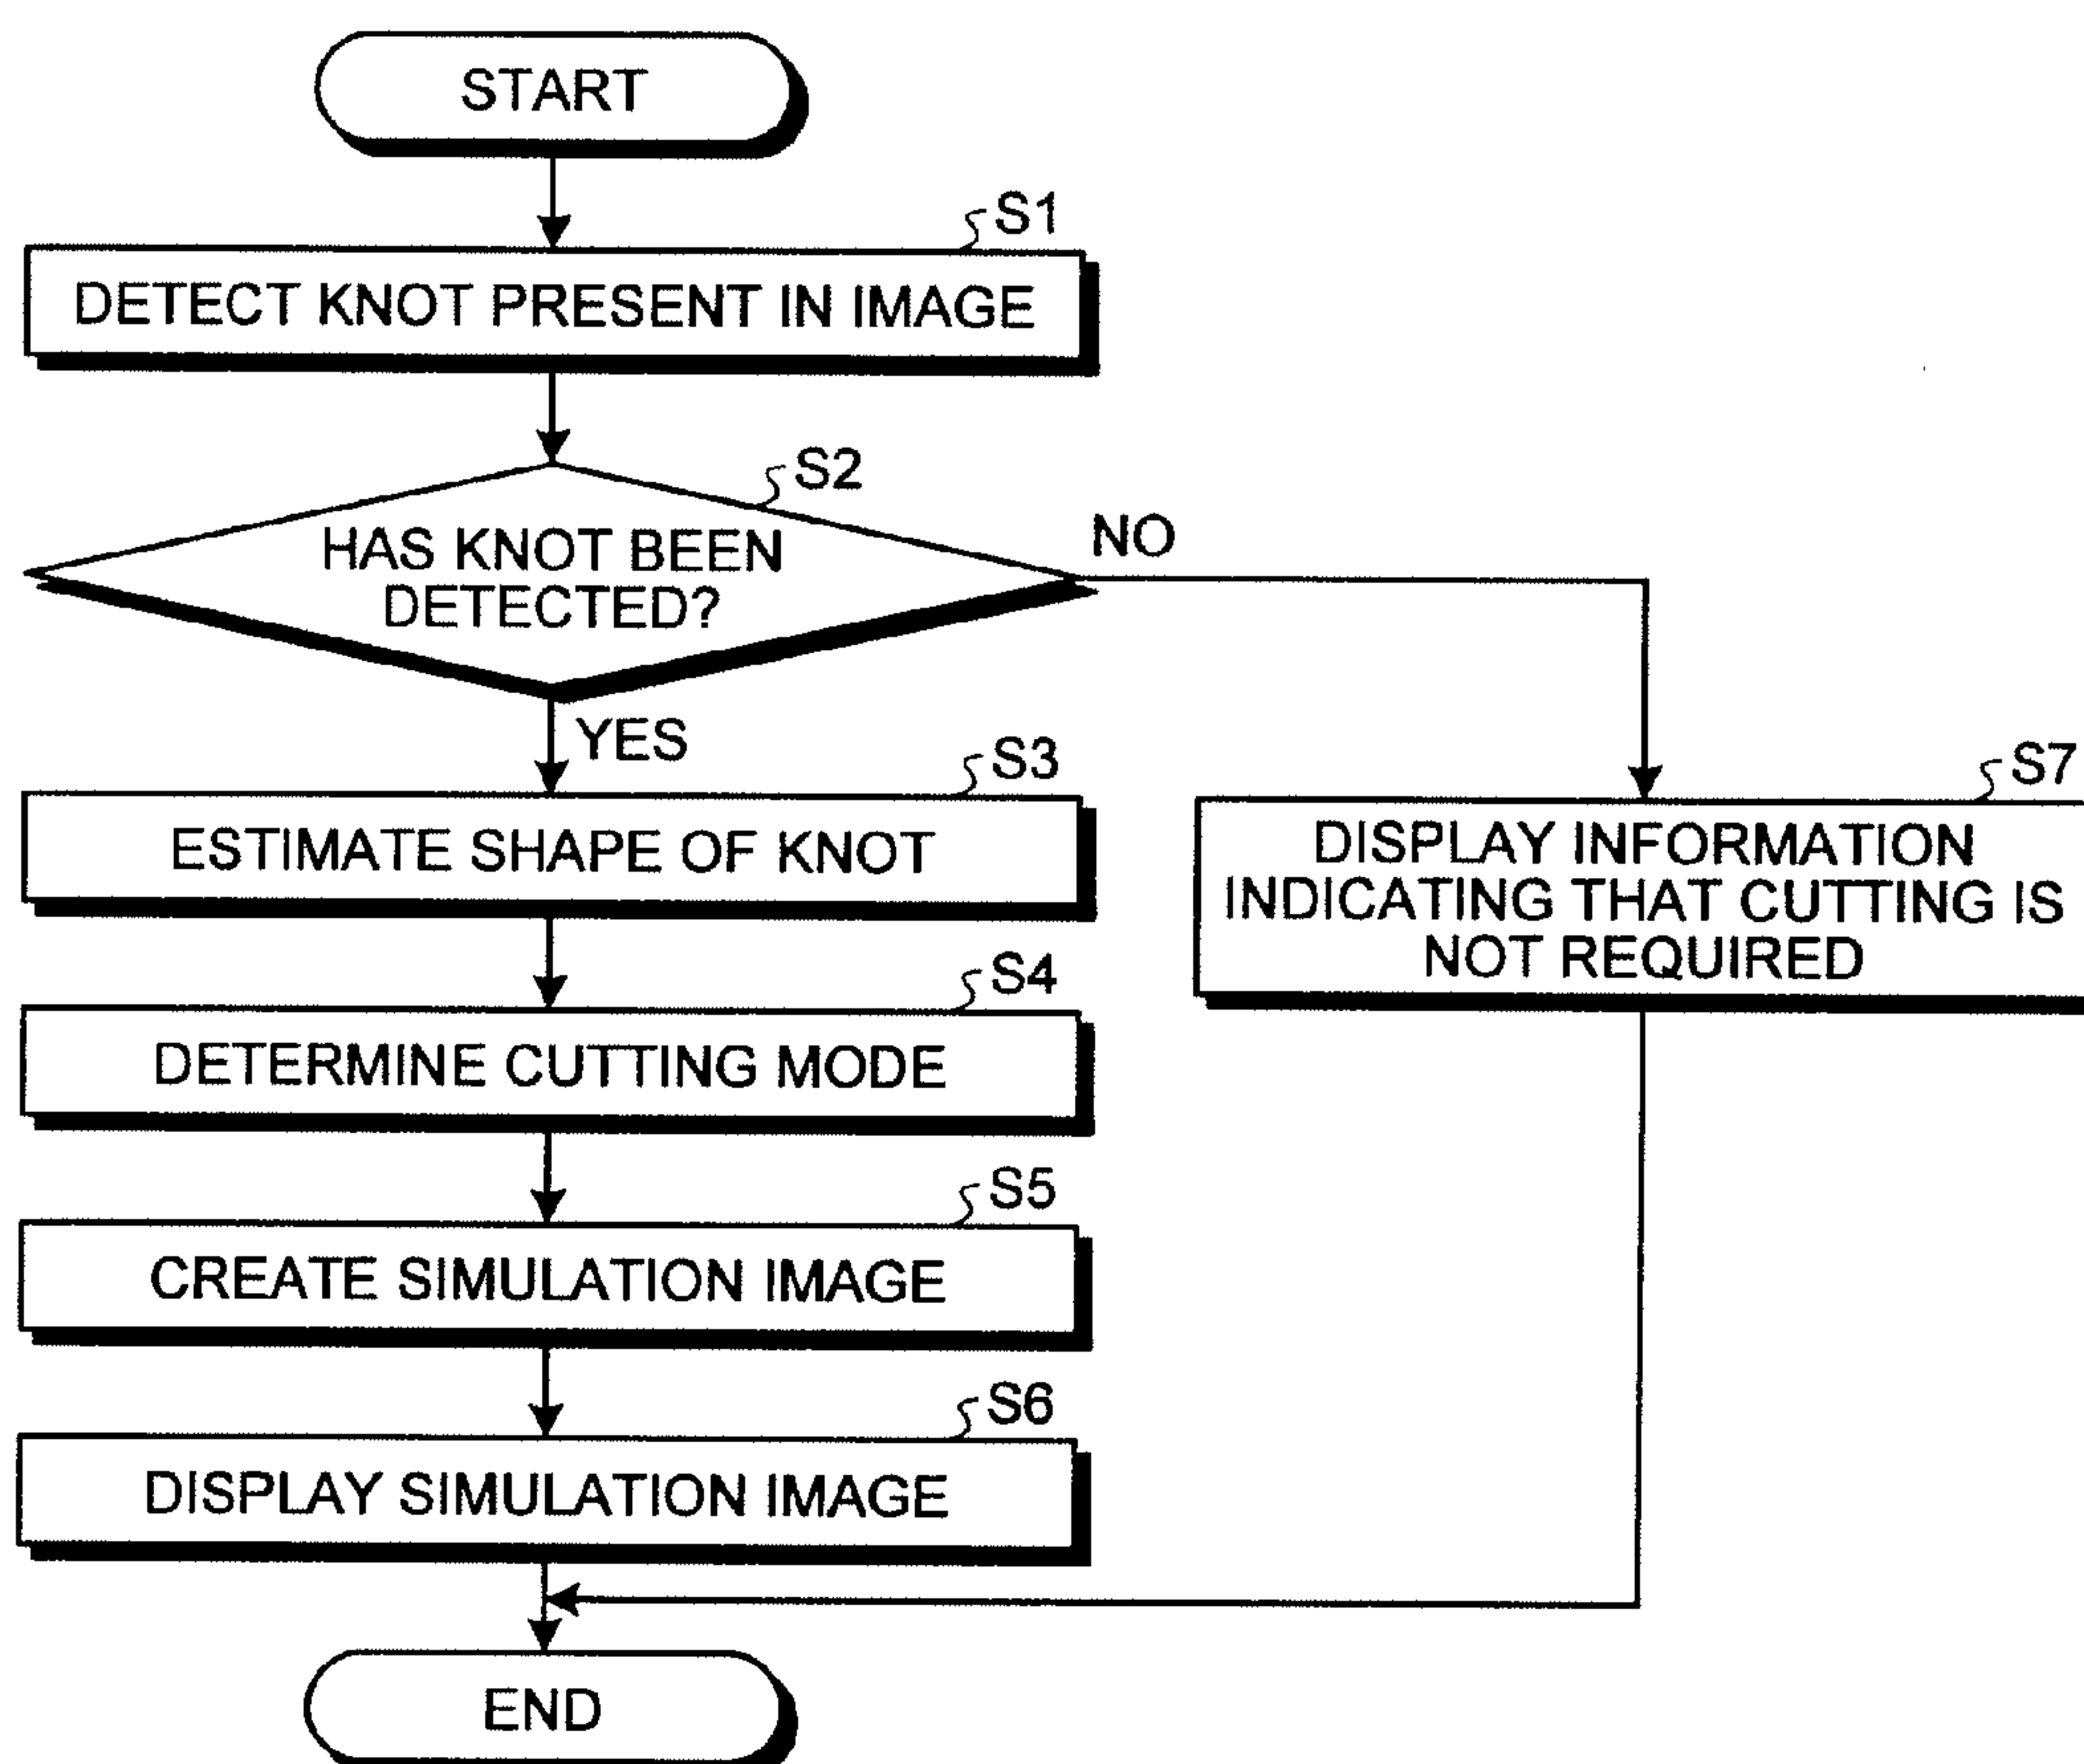 START
S1
DETECT KNOT PRESENT IN IMAGE
S2
HAS KNOT BEEN
DETECTED?
NO
YES
S3
ESTIMATE SHAPE OF KNOT
S7
DISPLAY INFORMATION
INDICATING THAT CUTTING IS
NOT REQUIRED
S4
DETERMINE CUTTING MODE
S5
CREATE SIMULATION IMAGE
S6
DISPLAY SIMULATION IMAGE
END